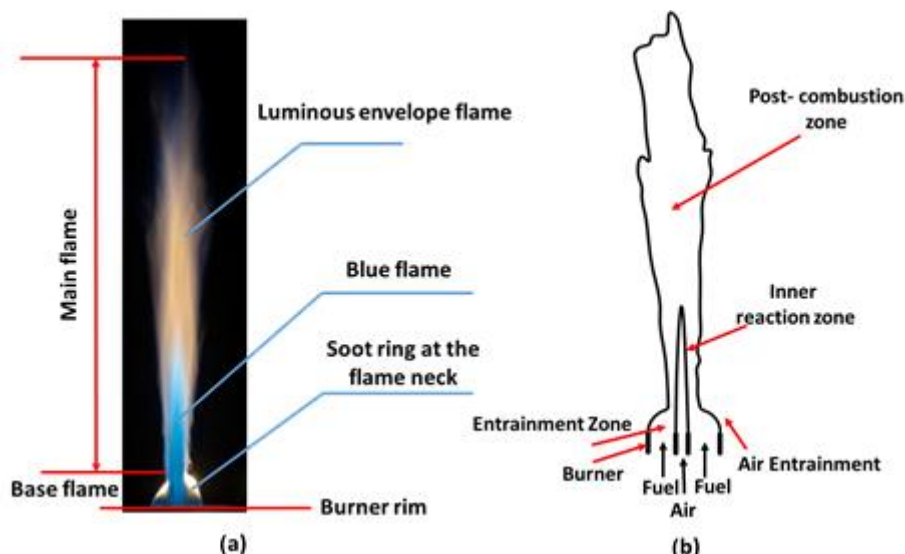 Luminous envelope flame
Main flame
Blue flame
Soot ring at the
flame neck
Base flame
Burner rim
(a)
Post- combustion
zone
Inner
reaction zone
Entrainment Zone
Burner
Fuel
Fuel
Air
Air Entrainment
(b)